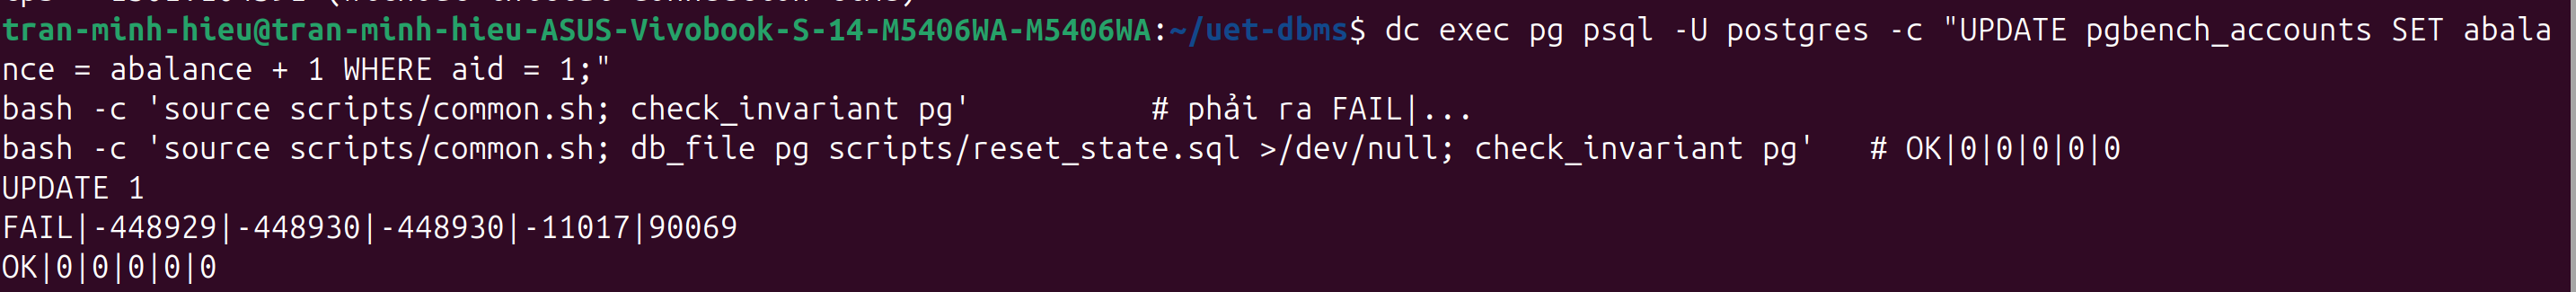 tran-minh-hieu@tran-minh-hieu-ASUS-Vivobook-S-14-M5406WA-M5406WA:~/uet-dbms$ dc exec pg psql -U postgres -c "UPDATE pgbench_accounts SET abala
nce = abalance + 1 WHERE aid = 1;"
bash -c 'source scripts/common.sh; check_invariant pg'          # phải ra FAIL|...
bash -c 'source scripts/common.sh; db_file pg scripts/reset_state.sql >/dev/null; check_invariant pg'   # OK|0|0|0|0|0
UPDATE 1
FAIL|-448929|-448930|-448930|-11017|90069
OK|0|0|0|0|0